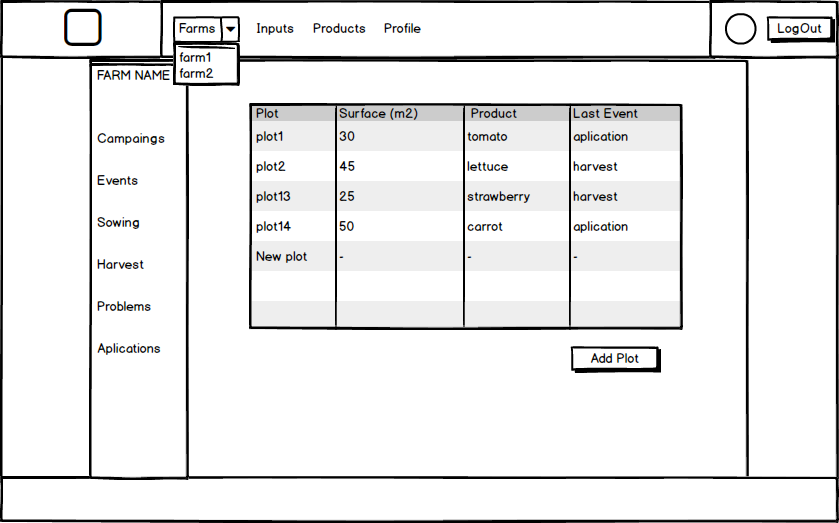 Farms Inputs Products Profile LogOut
farm1
farm2
FARM NAME
Campaings
Events
Sowing
Harvest
Problems
Aplications
Plot Surface (m2) Product Last Event
plot1 30 tomato aplication
plot2 45 lettuce harvest
plot13 25 strawberry harvest
plot14 50 carrot aplication
New plot - - -
Add Plot